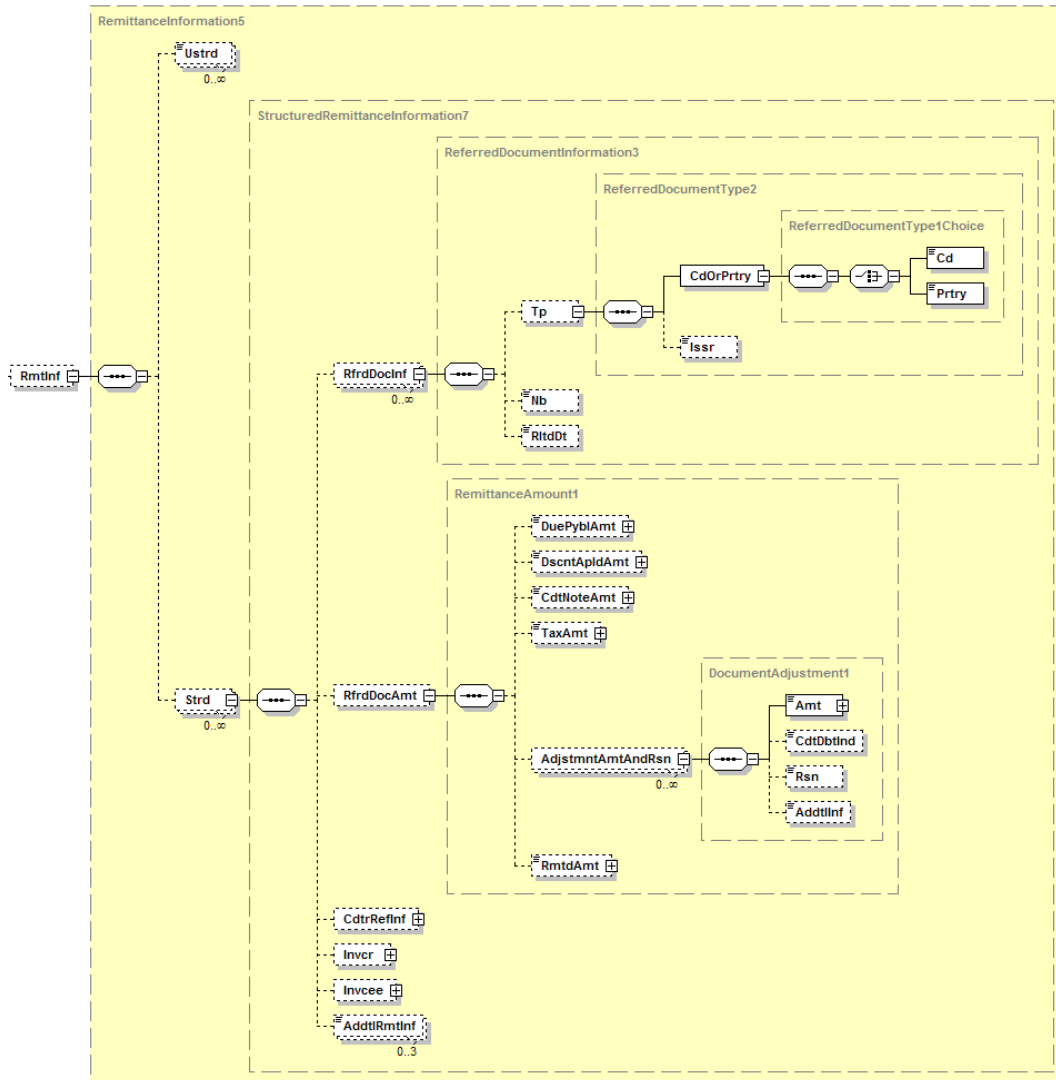 RemittanceInformation5
Ustrd
0..∞
StructuredRemittanceInformation7
ReferredDocumentInformation3
ReferredDocumentType2
ReferredDocumentType1Choice
Cd
CdOrPrtry
Prtry
Tp
Issr
RmtInf
RfrdDocInf
0..∞
Nb
RltdDt
RemittanceAmount1
DuePyblAmt
DscntApldAmt
CdtNoteAmt
TaxAmt
DocumentAdjustment1
Strd
0..∞
RfrdDocAmt
Amt
CdtDbtInd
AdjstmntAmtAndRsn
0..∞
Rsn
AddtlInf
RmtdAmt
CdtrRefInf
Invcr
Invcee
AddtlRmtInf
0..3